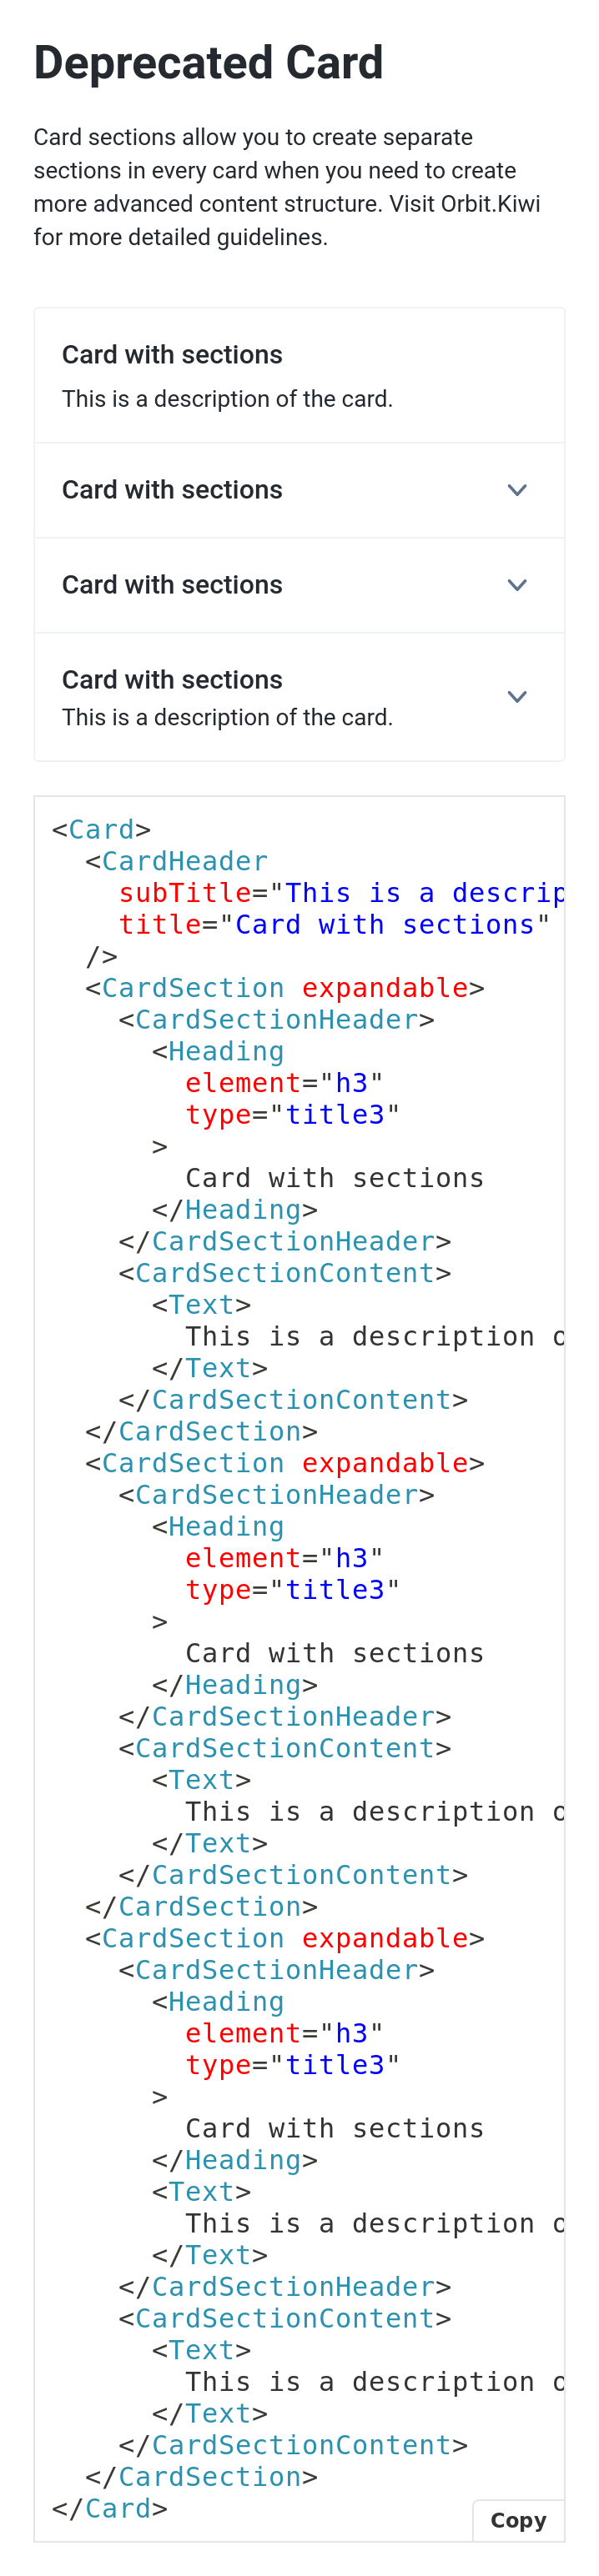 Deprecated Card
Card sections allow you to create separate
sections in every card when you need to create
more advanced content structure. Visit Orbit.Kiwi
for more detailed guidelines.
Card with sections
This is a description of the card.
Card with sections
Card with sections
Card with sections
This is a description of the card.
<Card>
  <CardHeader
    subTitle="This is a descrip
    title="Card with sections"
  />
  <CardSection expandable>
    <CardSectionHeader>
      <Heading
        element="h3"
        type="title3"
      >
        Card with sections
      </Heading>
    </CardSectionHeader>
    <CardSectionContent>
      <Text>
        This is a description o
      </Text>
    </CardSectionContent>
  </CardSection>
  <CardSection expandable>
    <CardSectionHeader>
      <Heading
        element="h3"
        type="title3"
      >
        Card with sections
      </Heading>
    </CardSectionHeader>
    <CardSectionContent>
      <Text>
        This is a description o
      </Text>
    </CardSectionContent>
  </CardSection>
  <CardSection expandable>
    <CardSectionHeader>
      <Heading
        element="h3"
        type="title3"
      >
        Card with sections
      </Heading>
      <Text>
        This is a description o
      </Text>
    </CardSectionHeader>
    <CardSectionContent>
      <Text>
        This is a description o
      </Text>
    </CardSectionContent>
  </CardSection>
</Card>
Copy